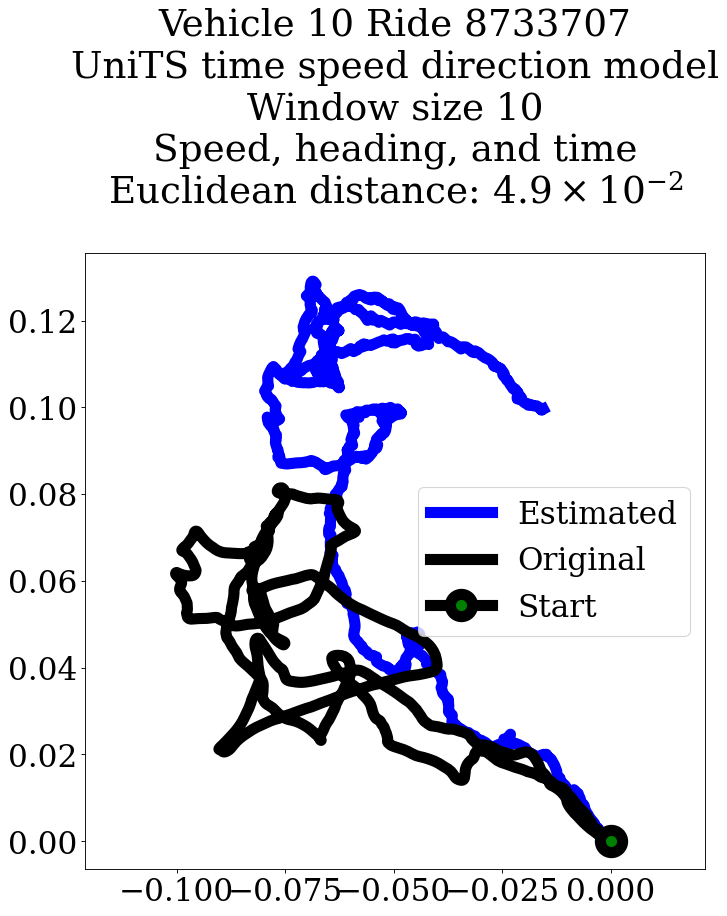 Vehicle 10 Ride 8733707
UniTS time speed direction model
Window size 10
Speed, heading, and time
Euclidean distance: 4.9 × 10⁻²
0.12
0.10
0.08
0.06
0.04
0.02
0.00
Estimated
Original
Start
−0.100 −0.075 −0.050 −0.025 0.000